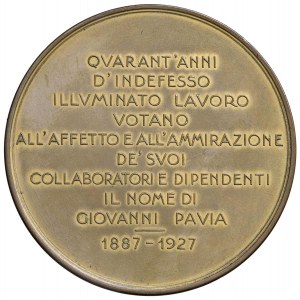 QVARANT'ANNI
D'INDEFESSO
ILLVMINATO LAVORO
VOTANO
ALL'AFFETTO E ALL'AMMIRAZIONE
DE' SVOI
COLLABORATORI E DIPENDENTI
IL NOME DI
GIOVANNI PAVIA
1887-1927